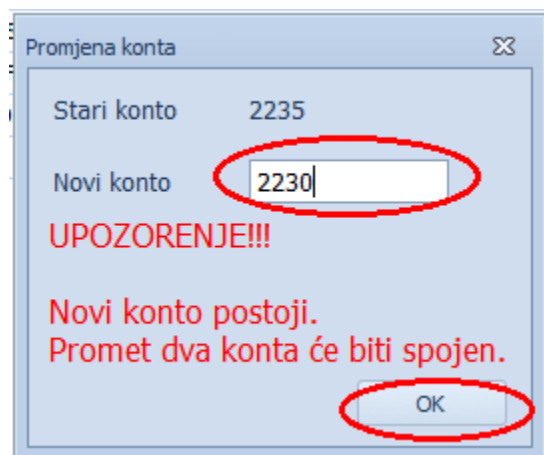 Promjena konta
Stari konto 2235
Novi konto 2230
UPOZORENJE!!!
Novi konto postoji.
Promet dva konta će biti spojen.
OK